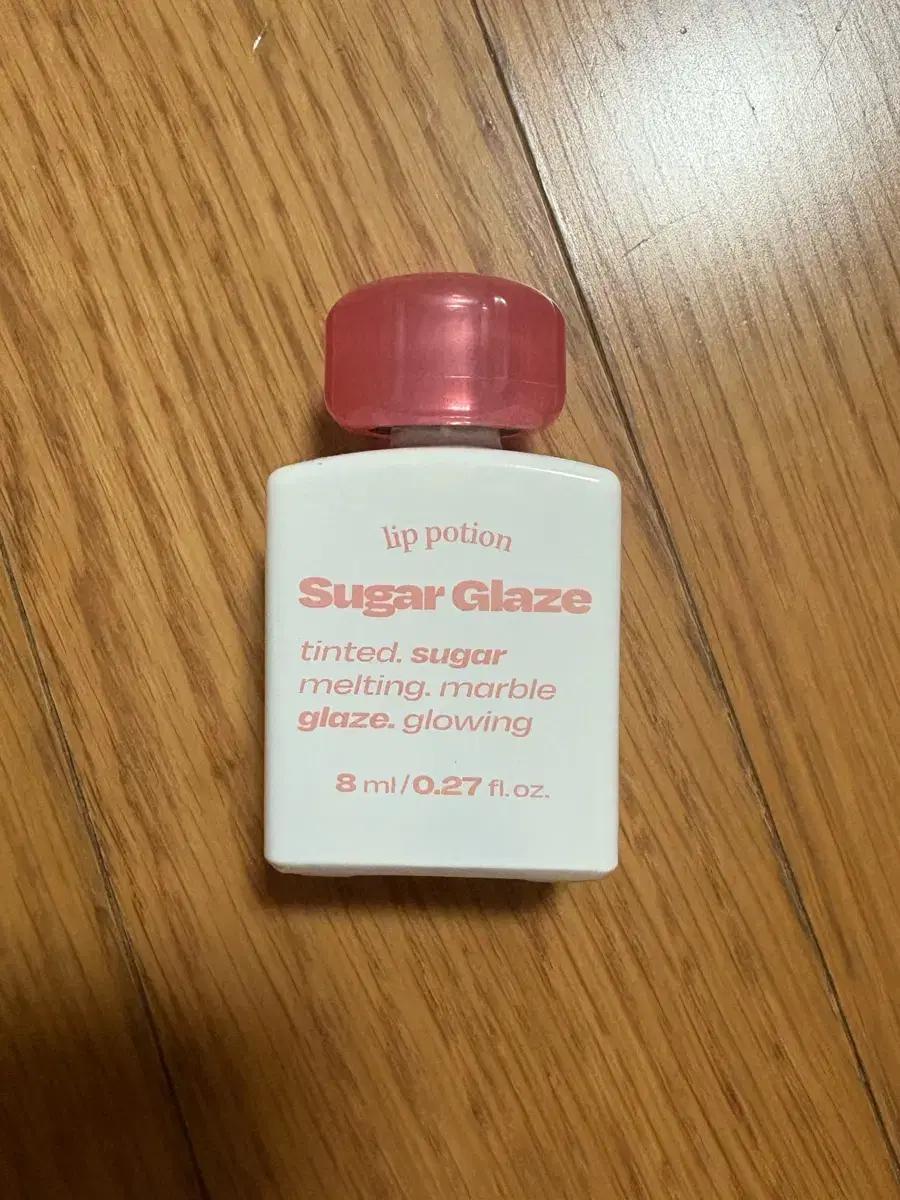 lip potion
Sugar Glaze
tinted. sugar
melting. marble
glaze. glowing
8 ml/0.27 fl.oz.